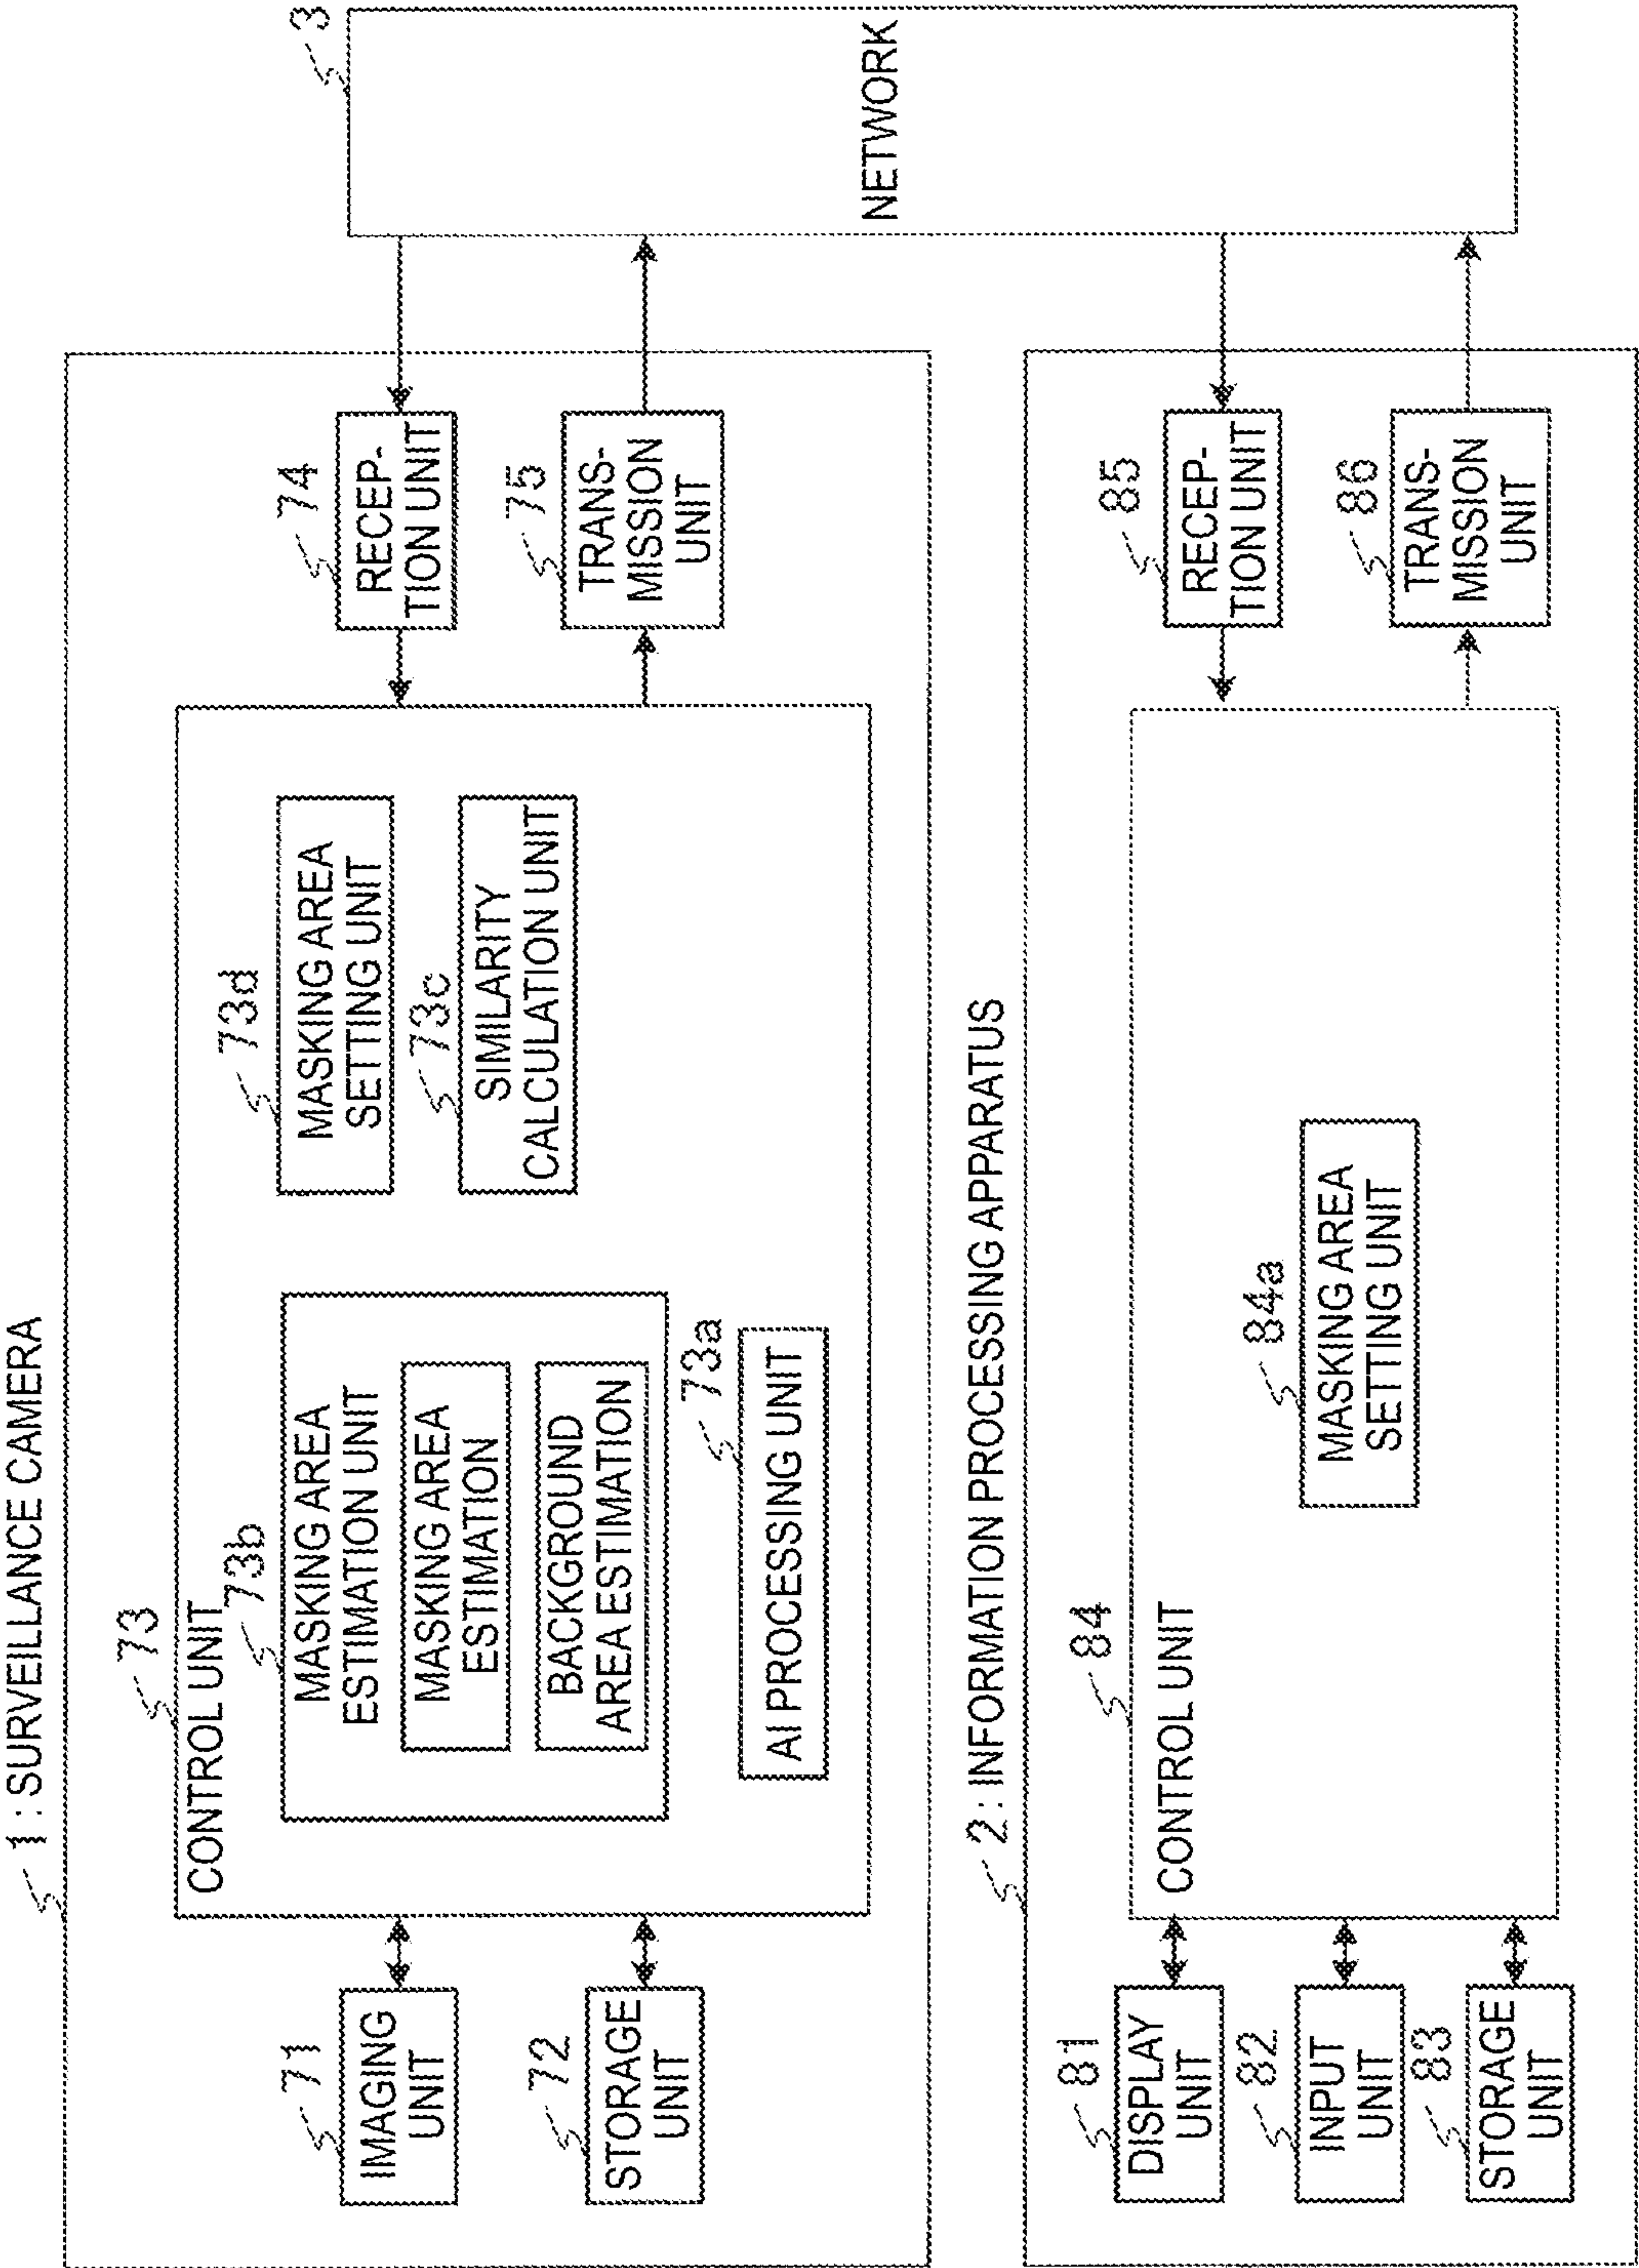 1 : SURVEILLANCE CAMERA
73
CONTROL UNIT
71
IMAGING
UNIT
72
STORAGE
UNIT
73b
MASKING AREA
ESTIMATION UNIT
MASKING AREA
ESTIMATION
BACKGROUND
AREA ESTIMATION
73a
AI PROCESSING UNIT
73d
MASKING AREA
SETTING UNIT
73c
SIMILARITY
CALCULATION UNIT
74
RECEP-
TION UNIT
75
TRANS-
MISSION
UNIT
3
NETWORK
2 : INFORMATION PROCESSING APPARATUS
84
CONTROL UNIT
81
DISPLAY
UNIT
82
INPUT
UNIT
83
STORAGE
UNIT
84a
MASKING AREA
SETTING UNIT
85
RECEP-
TION UNIT
86
TRANS-
MISSION
UNIT